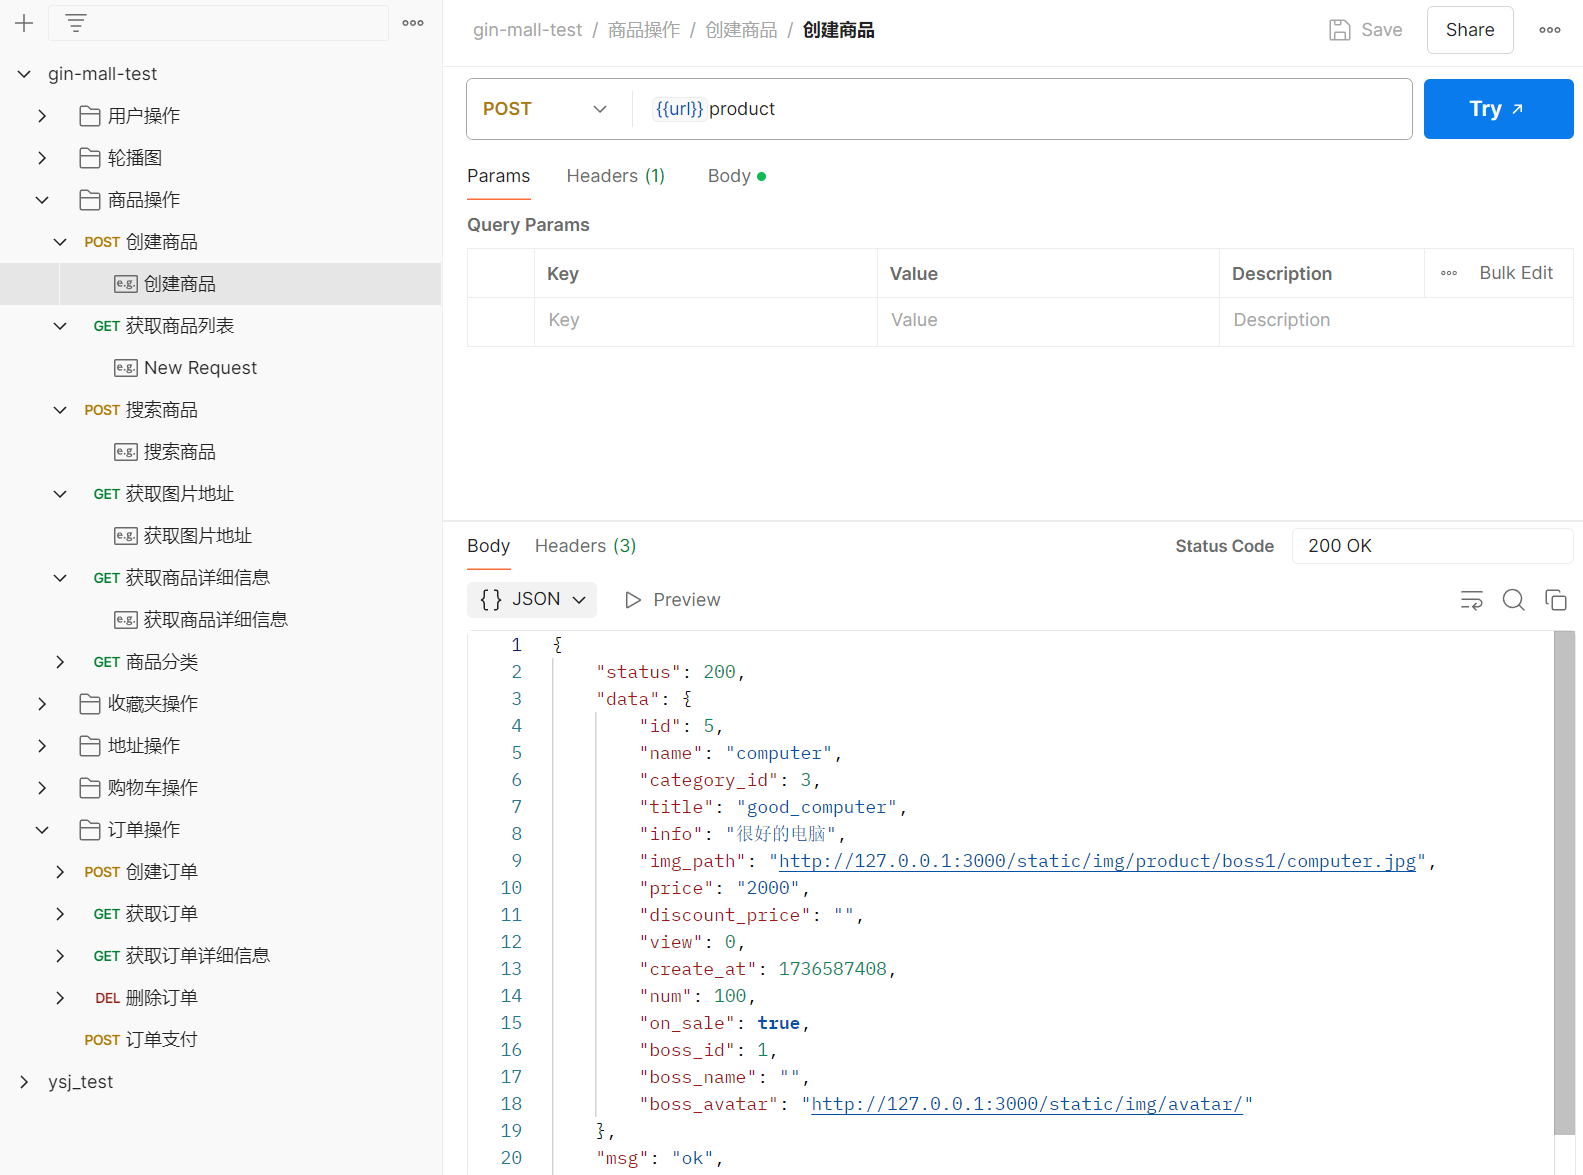 gin-mall-test
用户操作
轮播图
商品操作
POST 创建商品
e.g. 创建商品
GET 获取商品列表
e.g. New Request
POST 搜索商品
e.g. 搜索商品
GET 获取图片地址
e.g. 获取图片地址
GET 获取商品详细信息
e.g. 获取商品详细信息
GET 商品分类
收藏夹操作
地址操作
购物车操作
订单操作
POST 创建订单
GET 获取订单
GET 获取订单详细信息
DEL 删除订单
POST 订单支付
ysj_test
gin-mall-test / 商品操作 / 创建商品 / 创建商品
Save Share
POST {{url}} product
Try ↗
Params Headers (1) Body
Query Params
Key Value Description Bulk Edit
Key Value Description
Body Headers (3) Status Code 200 OK
{} JSON Preview
1 {
2 "status": 200,
3 "data": {
4 "id": 5,
5 "name": "computer",
6 "category_id": 3,
7 "title": "good_computer",
8 "info": "很好的电脑",
9 "img_path": "http://127.0.0.1:3000/static/img/product/boss1/computer.jpg",
10 "price": "2000",
11 "discount_price": "",
12 "view": 0,
13 "create_at": 1736587408,
14 "num": 100,
15 "on_sale": true,
16 "boss_id": 1,
17 "boss_name": "",
18 "boss_avatar": "http://127.0.0.1:3000/static/img/avatar/"
19 },
20 "msg": "ok",